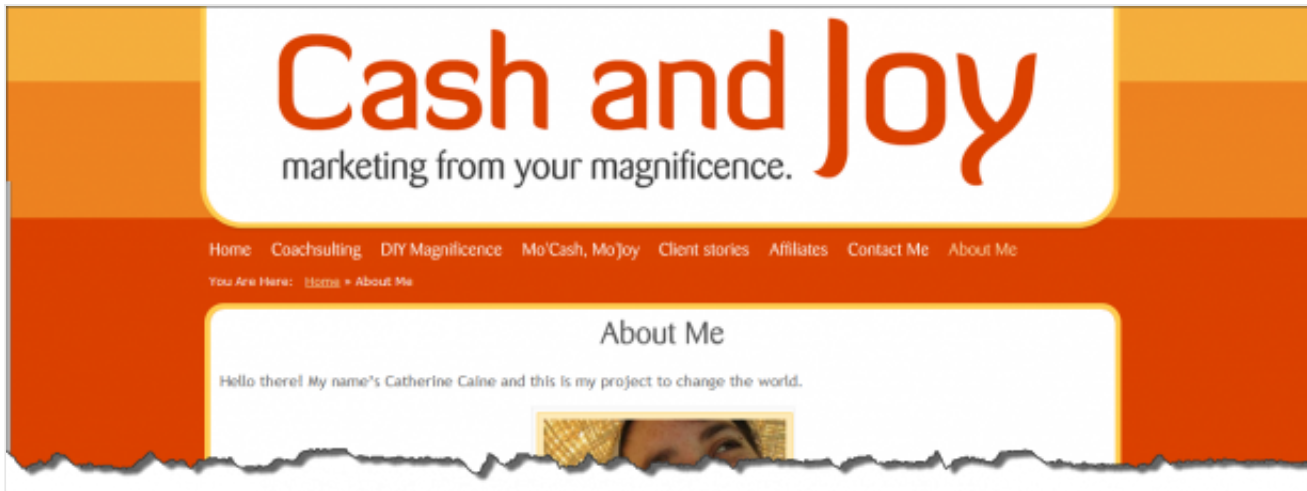 Cash and Joy
marketing from your magnificence.
Home Coachsulting DIY Magnificence Mo'Cash, Mo'Joy Client stories Affiliates Contact Me About Me
You Are Here: Home » About Me
About Me
Hello there! My name"s Catherine Caine and this is my project to change the world.